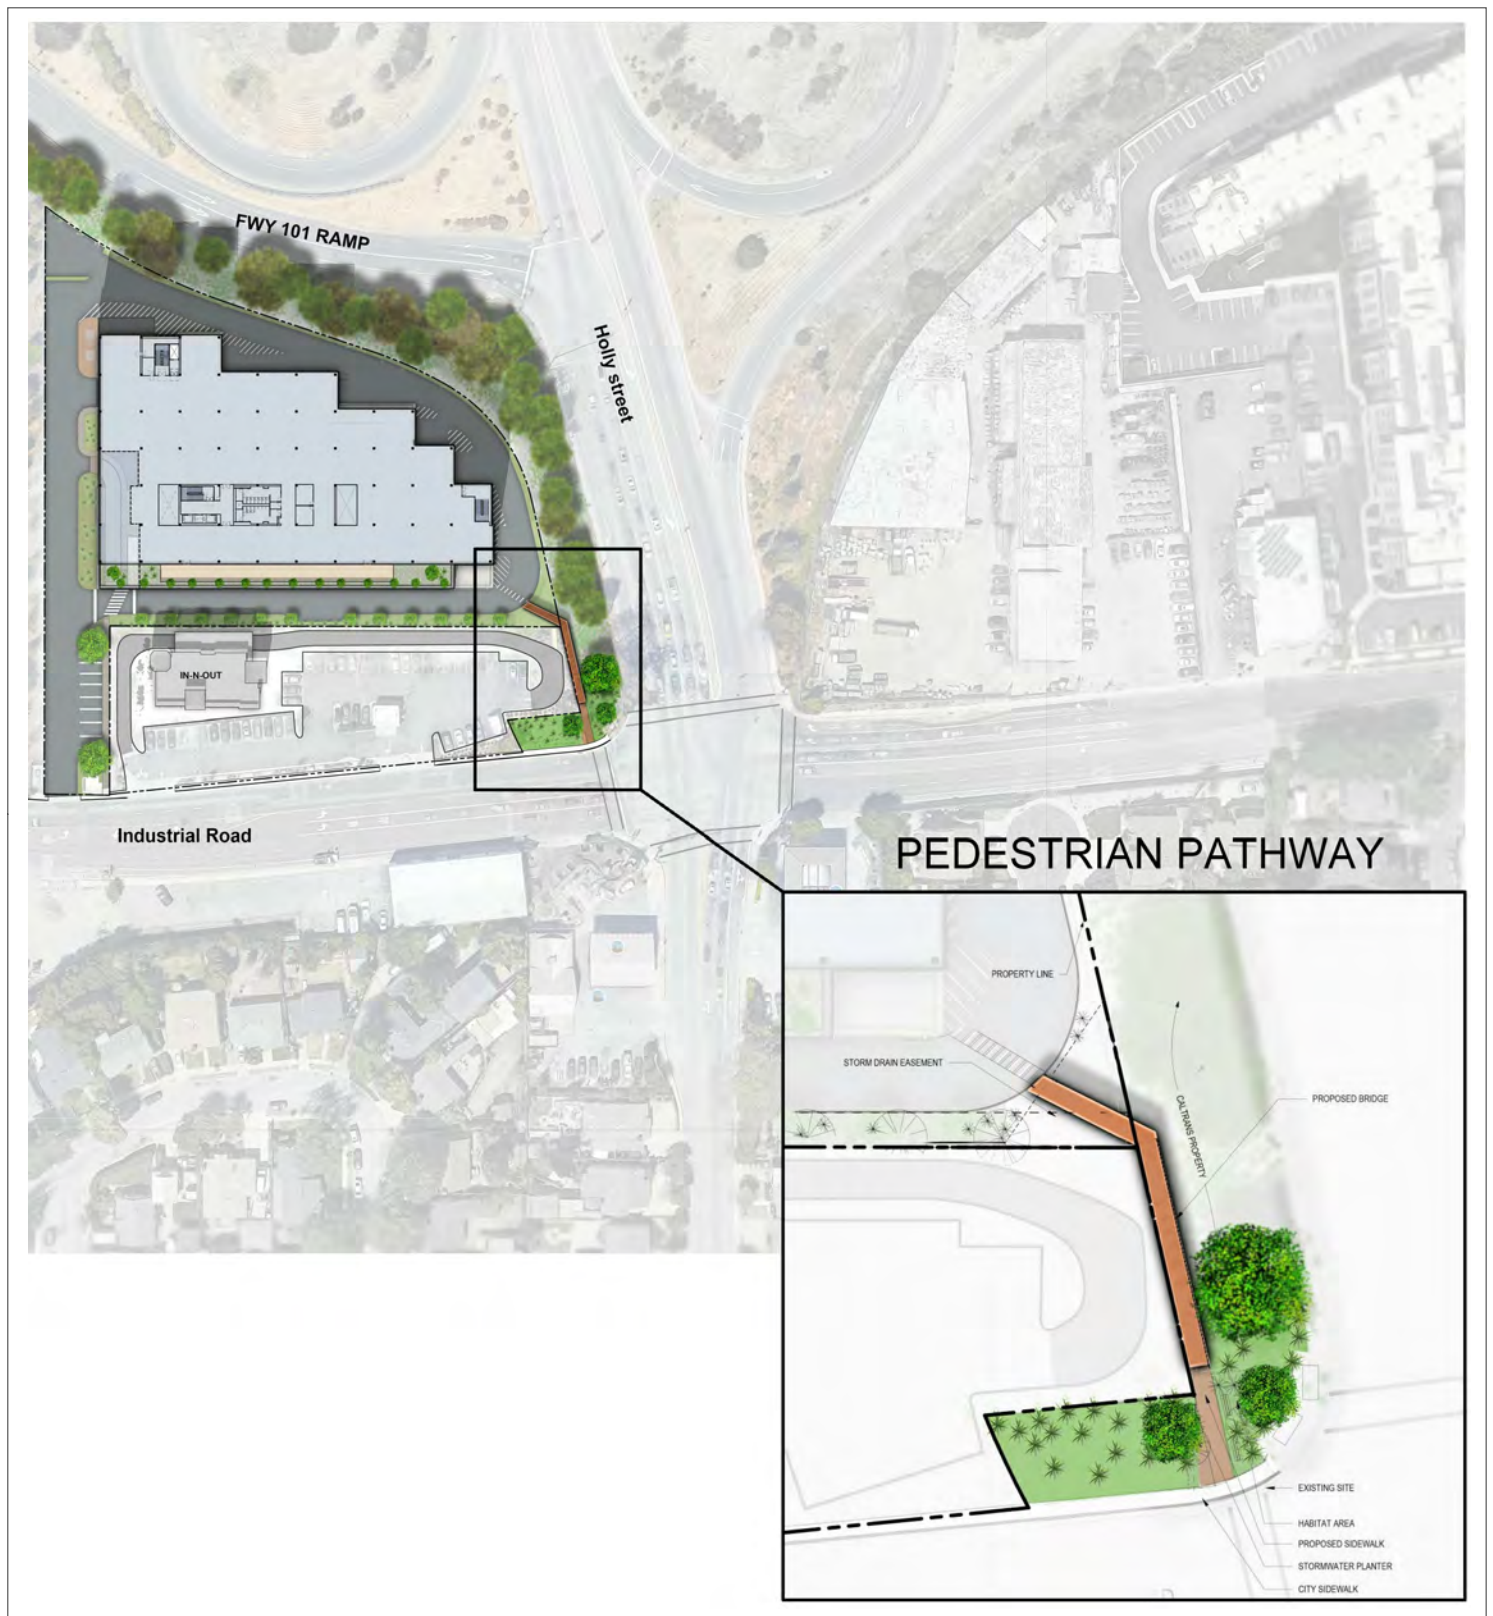 FWY 101 RAMP
Holly street
IN-N-OUT
Industrial Road
PEDESTRIAN PATHWAY
PROPERTY LINE
STORM DRAIN EASEMENT
PROPOSED BRIDGE
CALTRANS PROPERTY
EXISTING SITE
HABITAT AREA
PROPOSED SIDEWALK
STORMWATER PLANTER
CITY SIDEWALK